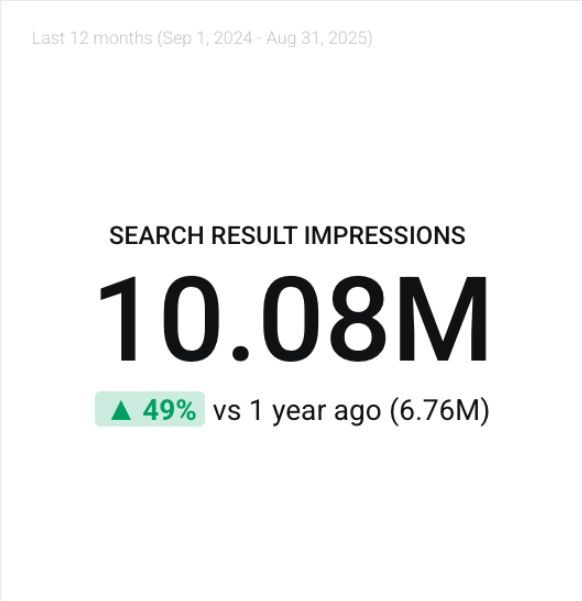 Last 12 months (Sep 1, 2024 - Aug 31, 2025)
SEARCH RESULT IMPRESSIONS
10.08M
▲ 49% vs 1 year ago (6.76M)